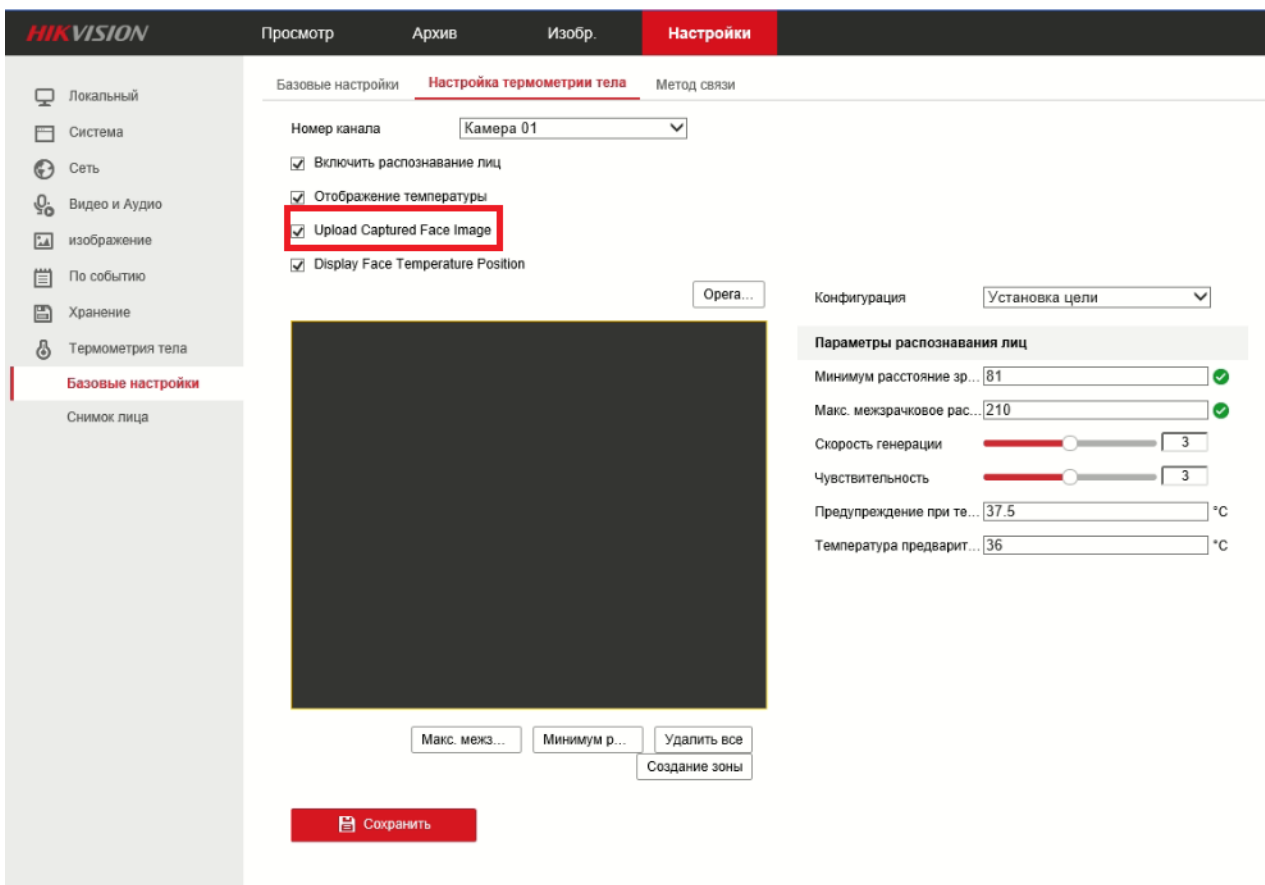 HIKVISION Просмотр Архив Изобр. Настройки
Локальный
Система
Сеть
Видео и Аудио
изображение
По событию
Хранение
Термометрия тела
Базовые настройки
Снимок лица
Базовые настройки Настройка термометрии тела Метод связи
Номер канала Камера 01
Включить распознавание лиц
Отображение температуры
Upload Captured Face Image
Display Face Temperature Position
Opera...
Макс. межз... Минимум р... Удалить все
Создание зоны
Сохранить
Конфигурация Установка цели
Параметры распознавания лиц
Минимум расстояние зр... 81
Макс. межзрачковое рас... 210
Скорость генерации 3
Чувствительность 3
Предупреждение при те... 37.5 °C
Температура предварит... 36 °C